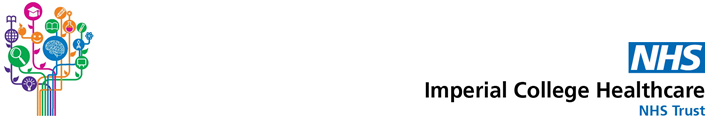 NHS
Imperial College Healthcare
NHS Trust